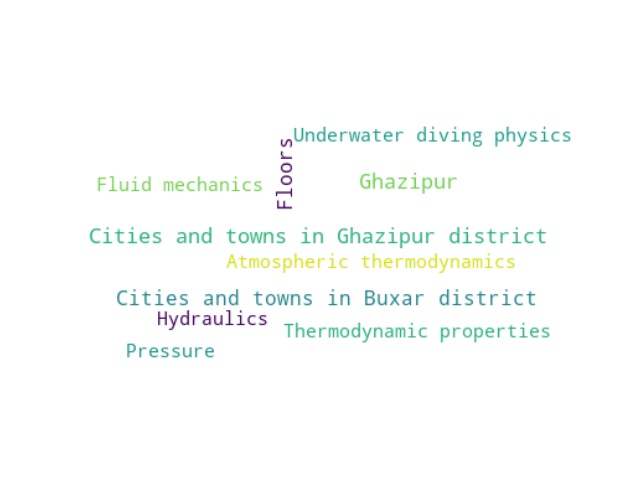 Underwater diving physics
Floors
Fluid mechanics
Ghazipur
Cities and towns in Ghazipur district
Atmospheric thermodynamics
Cities and towns in Buxar district
Hydraulics
Thermodynamic properties
Pressure